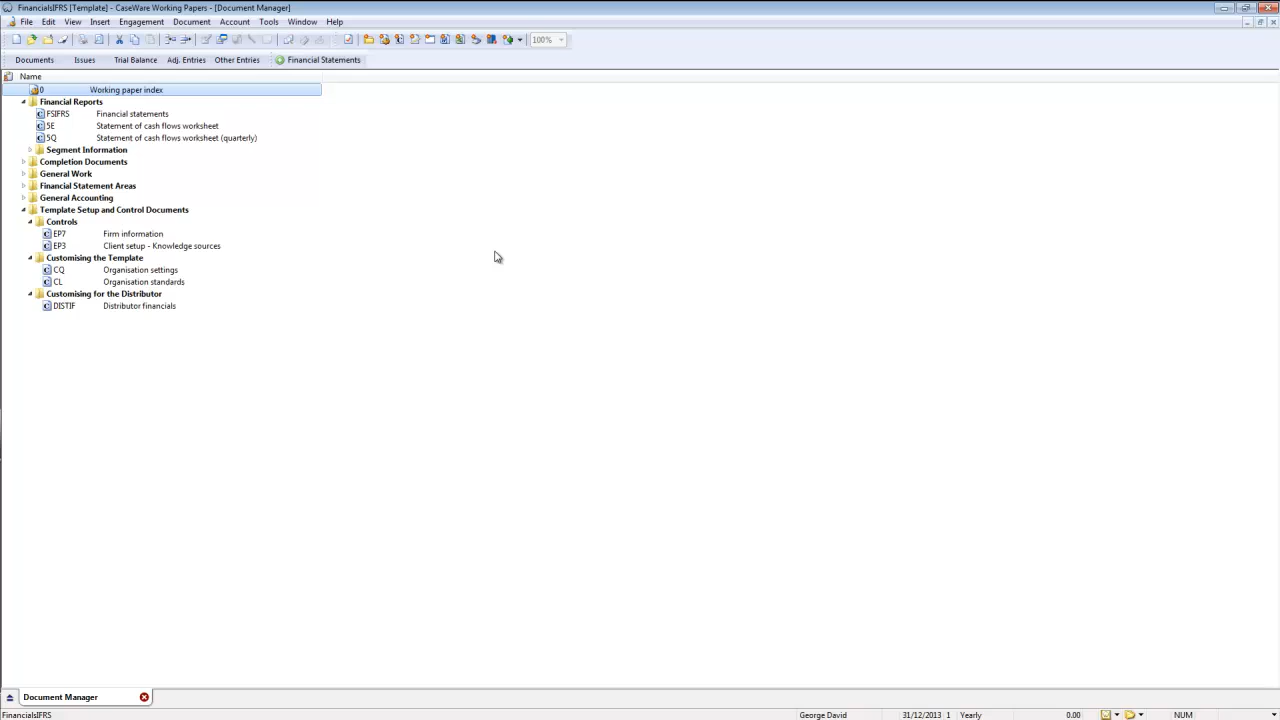 FinancialsIFRS [Template] - CaseWare Working Papers - [Document Manager]
File Edit View Insert Engagement Document Account Tools Window Help
100%
Documents Issues Trial Balance Adj. Entries Other Entries Financial Statements
Name
0 Working paper index
Financial Reports
FSIFRS Financial statements
5E Statement of cash flows worksheet
5Q Statement of cash flows worksheet (quarterly)
Segment Information
Completion Documents
General Work
Financial Statement Areas
General Accounting
Template Setup and Control Documents
Controls
EP7 Firm information
EP3 Client setup - Knowledge sources
Customising the Template
CQ Organisation settings
CL Organisation standards
Customising for the Distributor
DISTIF Distributor financials
Document Manager
FinancialsIFRS George David 31/12/2013 1 Yearly 0.00 NUM